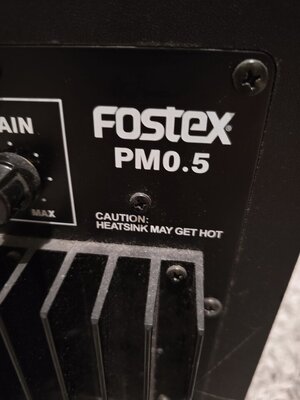 AIN
MAX
FOSTEX®
PM0.5
CAUTION:
HEATSINK MAY GET HOT